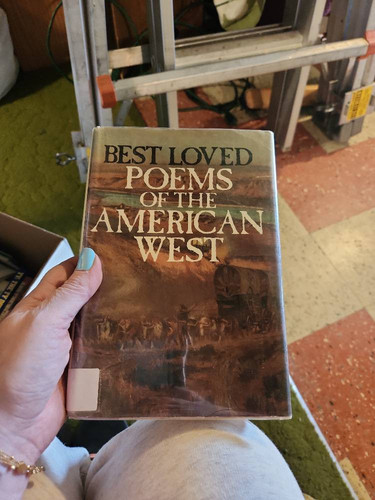 BEST LOVED
POEMS
OF THE
AMERICAN
WEST